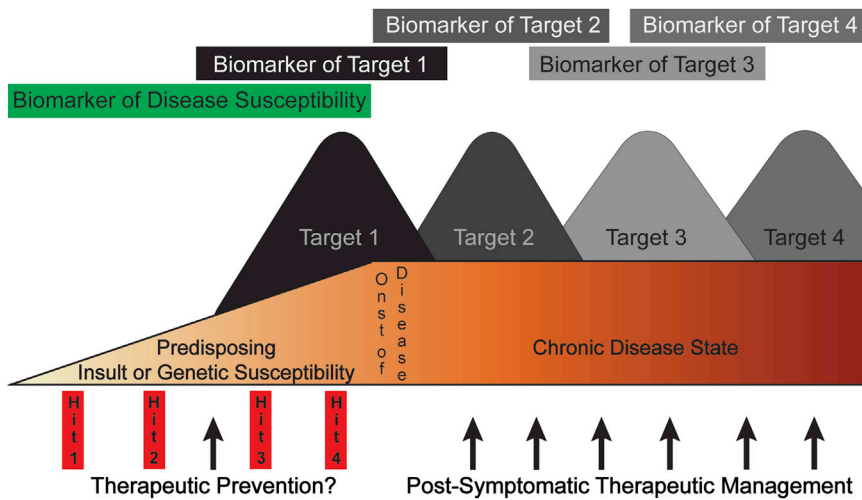 Biomarker of Target 2
Biomarker of Target 4
Biomarker of Target 1
Biomarker of Target 3
Biomarker of Disease Susceptibility
Target 1
Target 2
Target 3
Target 4
Onst of
Disease
Predisposing
Insult or Genetic Susceptibility
Chronic Disease State
Hit 1
Hit 2
Hit 3
Hit 4
Therapeutic Prevention?
Post-Symptomatic Therapeutic Management